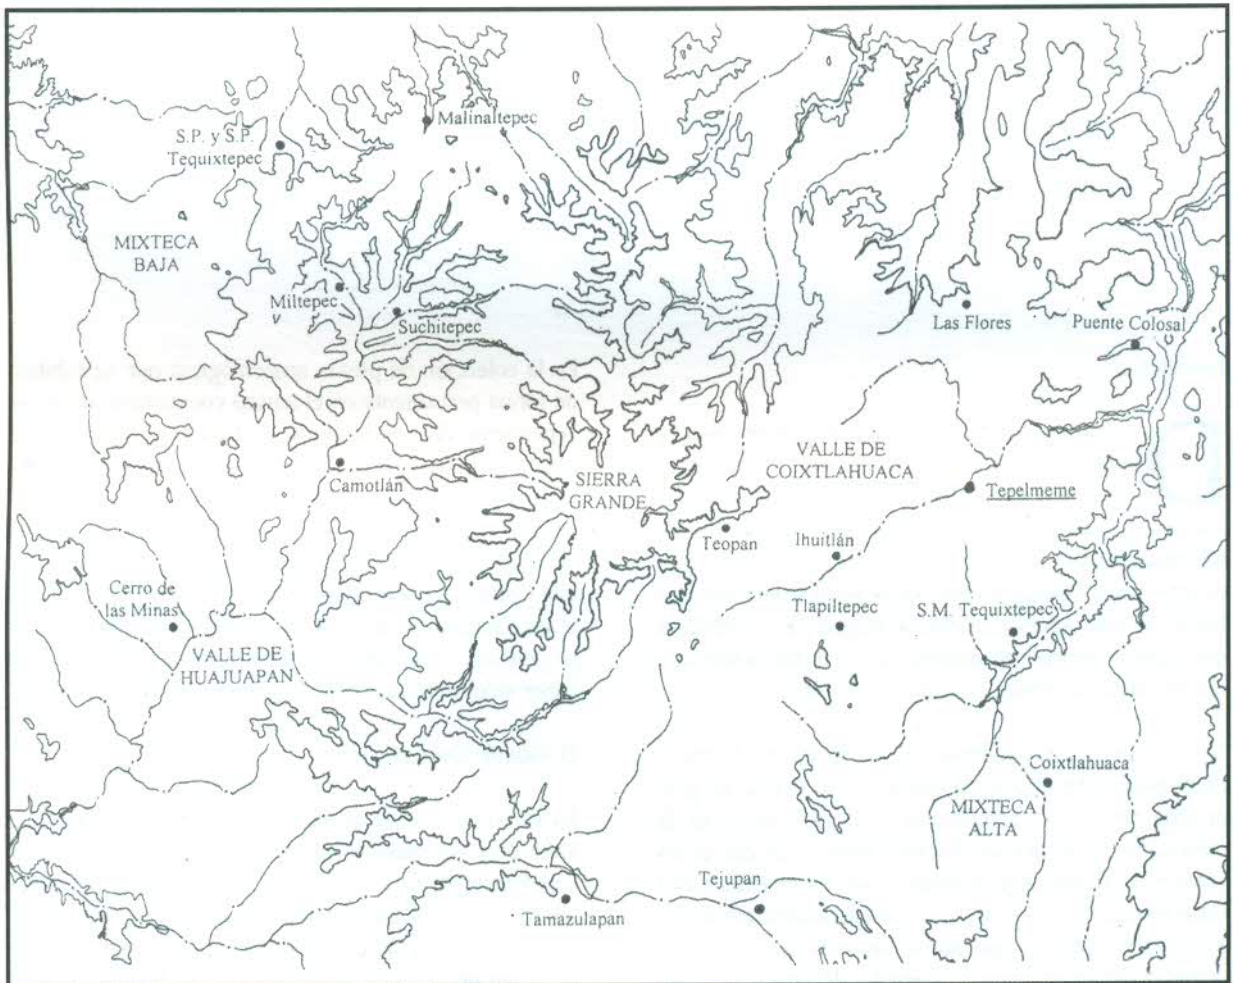 Malinaltepec
S.P. y S.P.
Tequixtepec
MIXTECA
BAJA
Miltepec
Suchitepec
Las Flores
Puente Colosal
VALLE DE
COIXTLAHUACA
Camotlán
SIERRA
GRANDE
Tepelmeme
Teopan
Ihuitlán
Cerro de
las Minas
Tlapiltepec
S.M. Tequixtepec
VALLE DE
HUAJUAPAN
Coixtlahuaca
MIXTECA
ALTA
Tejupan
Tamazulapan